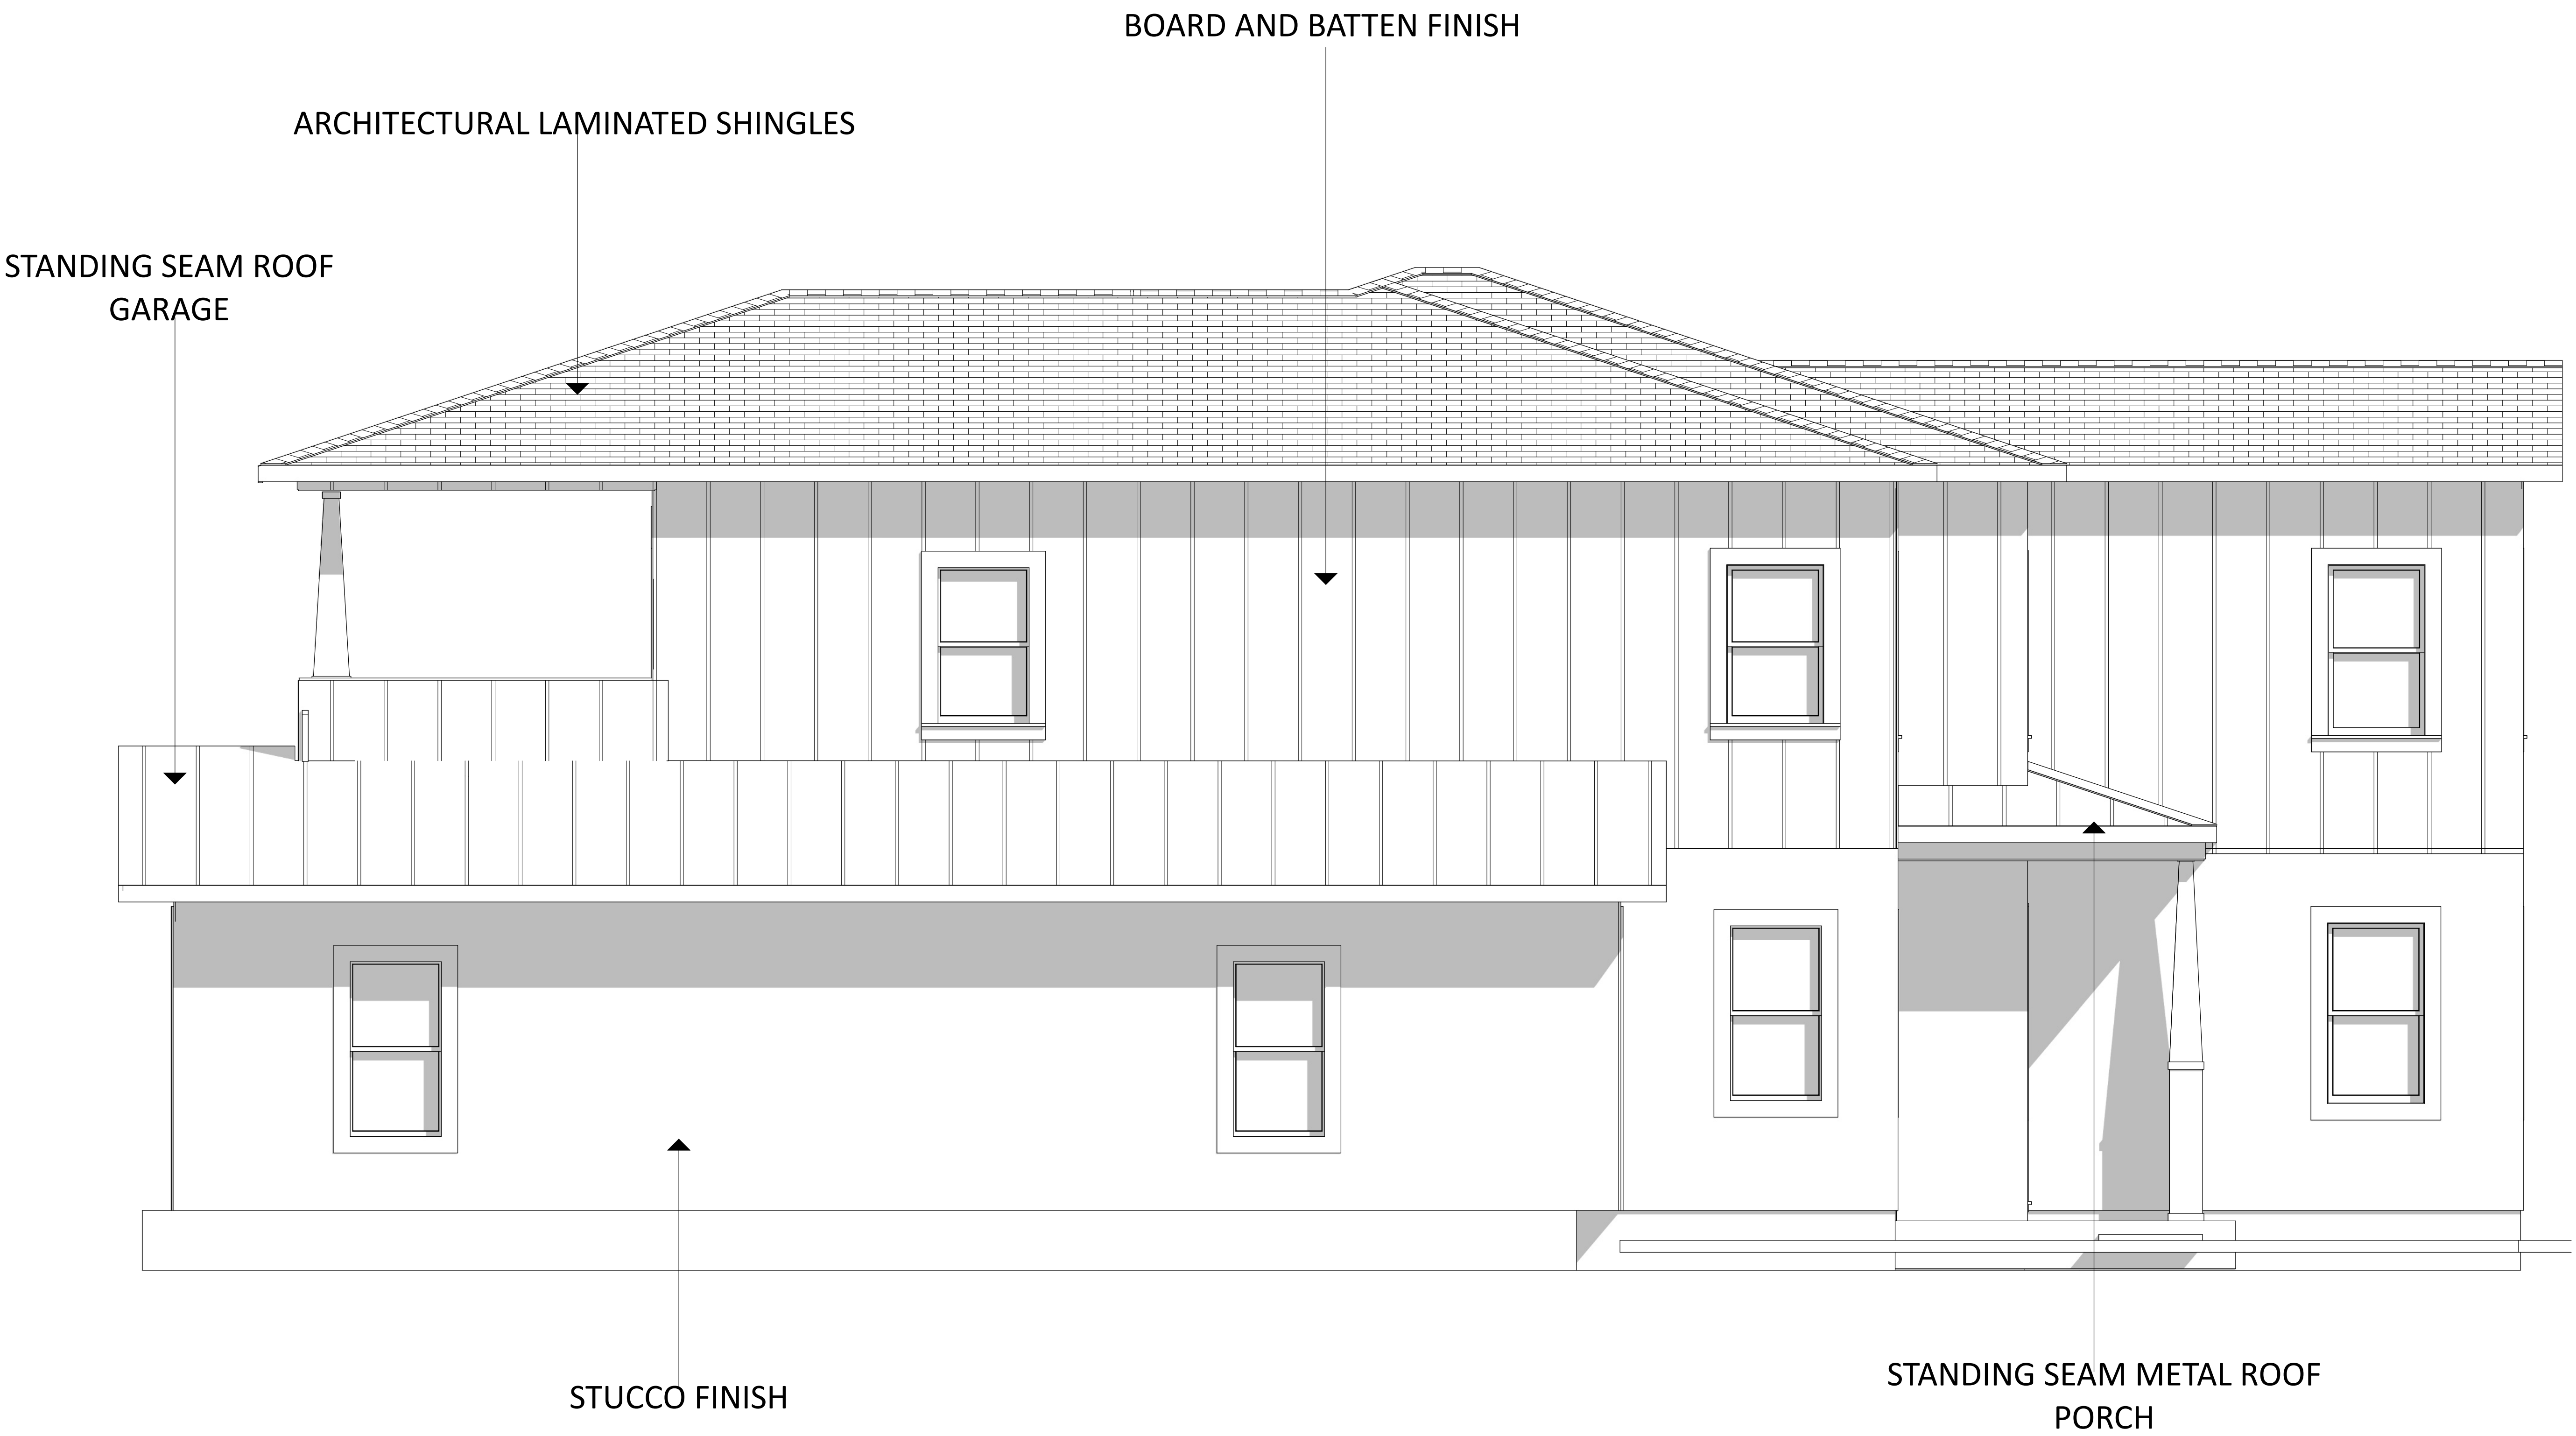 BOARD AND BATTEN FINISH
ARCHITECTURAL LAMINATED SHINGLES
STANDING SEAM ROOF
GARAGE
STUCCO FINISH
STANDING SEAM METAL ROOF
PORCH